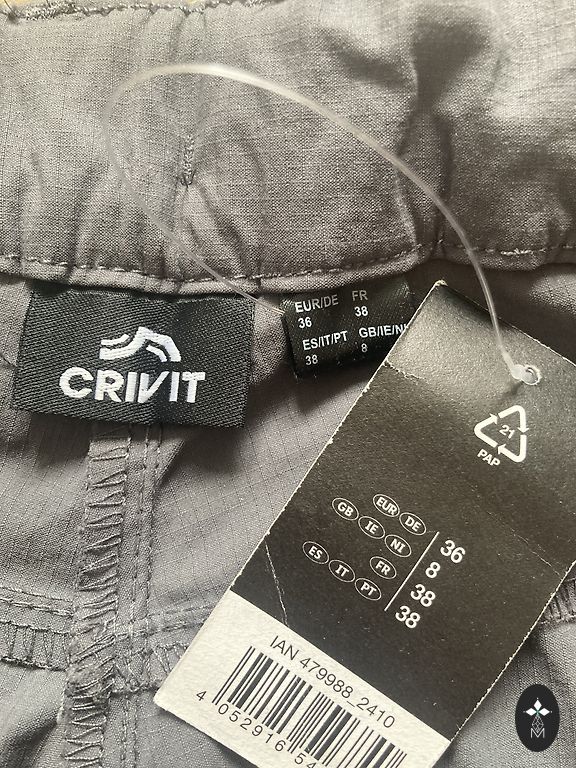 CRIVIT
EUR/DE FR
36 38
ES/IT/PT GB/IE/NI
38 8
21
PAP
EUR DE 36
GB IE NI 8
FR 38
ES IT PT 38
IAN 479988_2410
4 052916 54
M